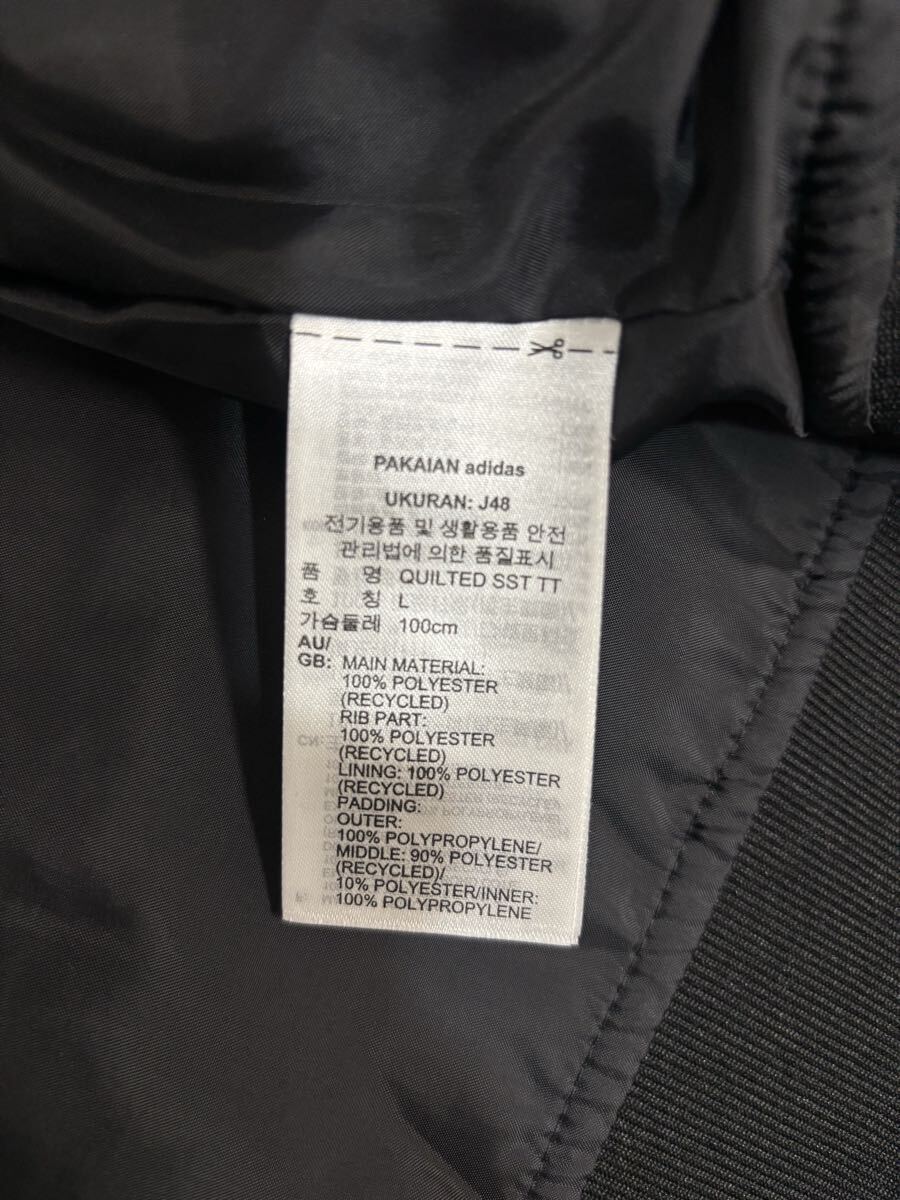 PAKAIAN adidas
UKURAN: J48
전기용품 및 생활용품 안전
관리법에 의한 품질표시
품 명 QUILTED SST TT
호 칭 L
가슴둘레 100cm
AU/
GB: MAIN MATERIAL:
100% POLYESTER
(RECYCLED)
RIB PART:
100% POLYESTER
(RECYCLED)
LINING: 100% POLYESTER
(RECYCLED)
PADDING:
OUTER:
100% POLYPROPYLENE/
MIDDLE: 90% POLYESTER
(RECYCLED)/
10% POLYESTER/INNER:
100% POLYPROPYLENE